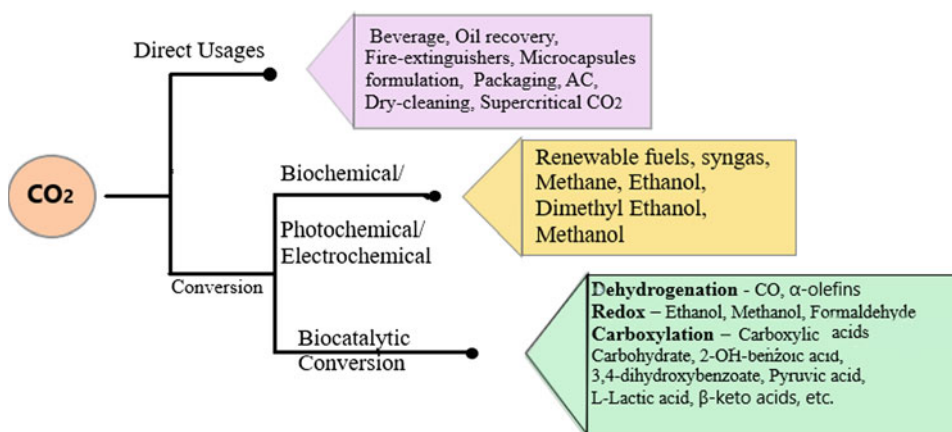 CO2
Direct Usages
Beverage, Oil recovery,
Fire-extinguishers, Microcapsules
formulation, Packaging, AC,
Dry-cleaning, Supercritical CO2
Conversion
Biochemical/
Photochemical/
Electrochemical
Renewable fuels, syngas,
Methane, Ethanol,
Dimethyl Ethanol,
Methanol
Biocatalytic
Conversion
Dehydrogenation - CO, α-olefins
Redox – Ethanol, Methanol, Formaldehyde
Carboxylation – Carboxylic acids
Carbohydrate, 2-OH-benzoic acid,
3,4-dihydroxybenzoate, Pyruvic acid,
L-Lactic acid, β-keto acids, etc.